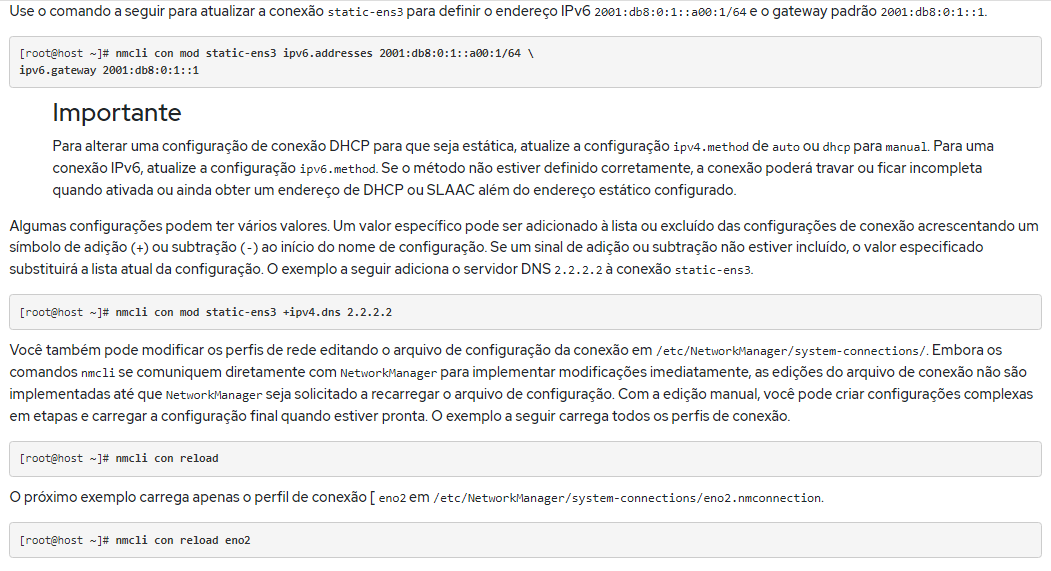 Use o comando a seguir para atualizar a conexão static-ens3 para definir o endereço IPv6 2001:db8:0:1::a00:1/64 e o gateway padrão 2001:db8:0:1::1.
[root@host ~]# nmcli con mod static-ens3 ipv6.addresses 2001:db8:0:1::a00:1/64 \
ipv6.gateway 2001:db8:0:1::1
Importante
Para alterar uma configuração de conexão DHCP para que seja estática, atualize a configuração ipv4.method de auto ou dhcp para manual. Para uma
conexão IPv6, atualize a configuração ipv6.method. Se o método não estiver definido corretamente, a conexão poderá travar ou ficar incompleta
quando ativada ou ainda obter um endereço de DHCP ou SLAAC além do endereço estático configurado.
Algumas configurações podem ter vários valores. Um valor específico pode ser adicionado à lista ou excluído das configurações de conexão acrescentando um
símbolo de adição (+) ou subtração (-) ao início do nome de configuração. Se um sinal de adição ou subtração não estiver incluído, o valor especificado
substituirá a lista atual da configuração. O exemplo a seguir adiciona o servidor DNS 2.2.2.2 à conexão static-ens3.
[root@host ~]# nmcli con mod static-ens3 +ipv4.dns 2.2.2.2
Você também pode modificar os perfis de rede editando o arquivo de configuração da conexão em /etc/NetworkManager/system-connections/. Embora os
comandos nmcli se comuniquem diretamente com NetworkManager para implementar modificações imediatamente, as edições do arquivo de conexão não são
implementadas até que NetworkManager seja solicitado a recarregar o arquivo de configuração. Com a edição manual, você pode criar configurações complexas
em etapas e carregar a configuração final quando estiver pronta. O exemplo a seguir carrega todos os perfis de conexão.
[root@host ~]# nmcli con reload
O próximo exemplo carrega apenas o perfil de conexão [ eno2 em /etc/NetworkManager/system-connections/eno2.nmconnection.
[root@host ~]# nmcli con reload eno2